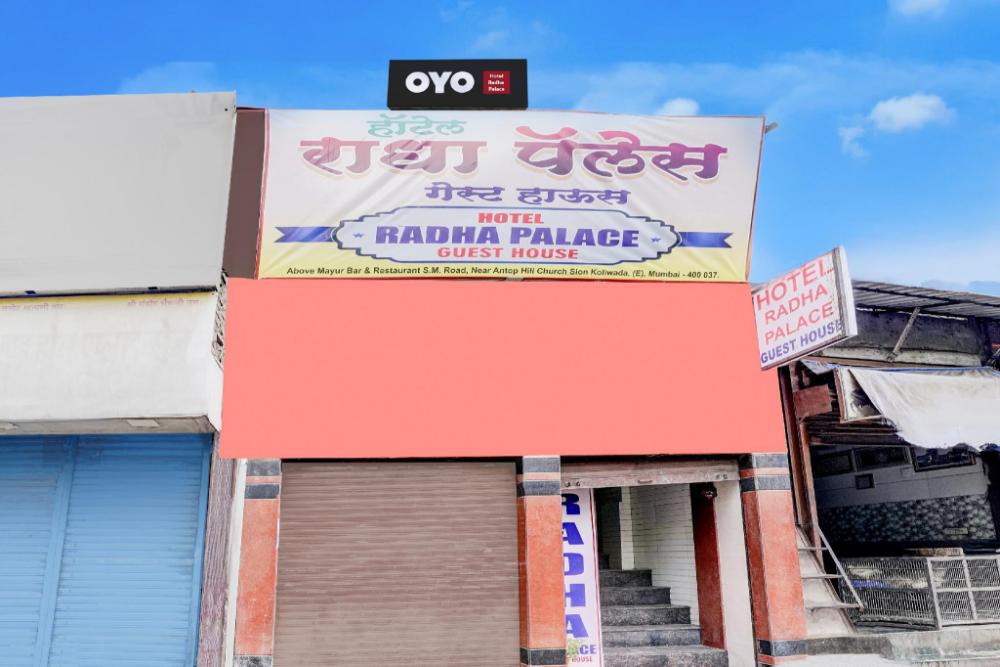 OYO
Hotel
Radha
Palace
हॉटेल
राधा पॅलेस
गेस्ट हाऊस
HOTEL
RADHA PALACE
GUEST HOUSE
Above Mayur Bar & Restaurant S.M. Road, Near Antop Hill Church Sion Koliwada. (E), Mumbai - 400 037.
HOTEL
RADHA
PALACE
GUEST HOUSE
RADHA